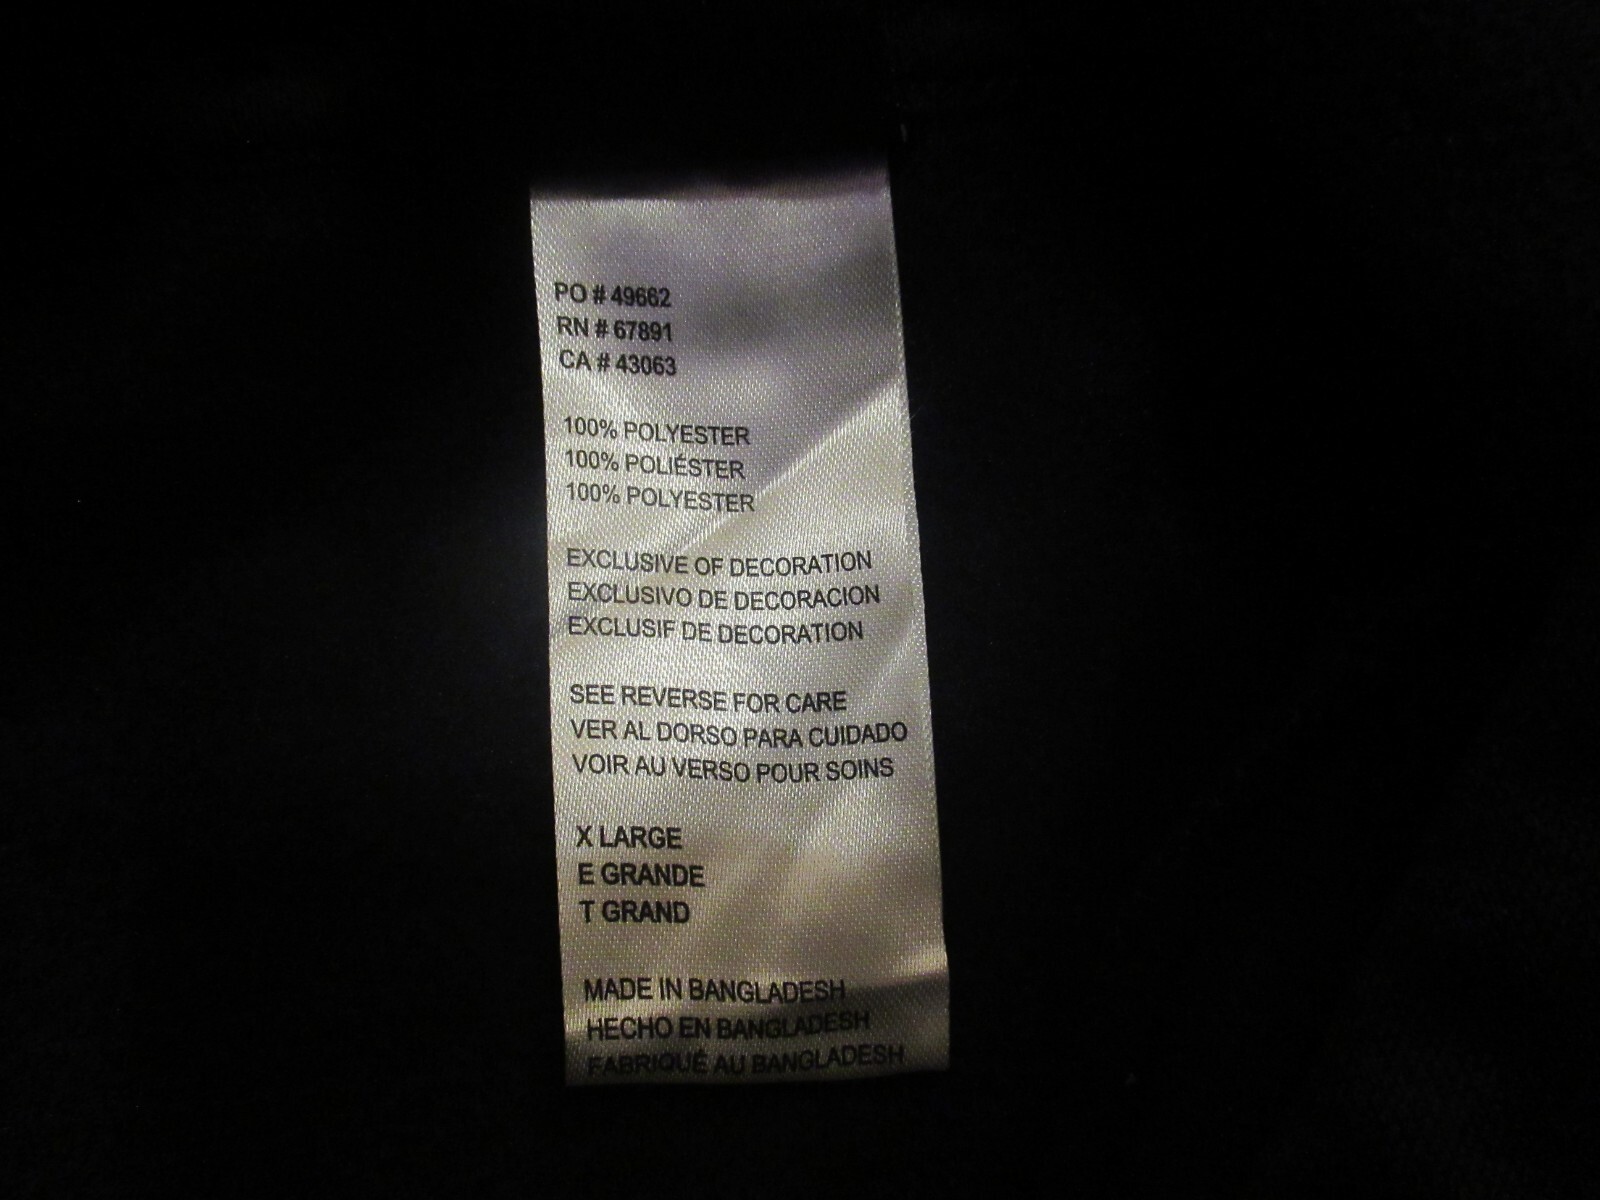 PO # 49662
RN # 67891
CA # 43063
100% POLYESTER
100% POLIÉSTER
100% POLYESTER
EXCLUSIVE OF DECORATION
EXCLUSIVO DE DECORACION
EXCLUSIF DE DECORATION
SEE REVERSE FOR CARE
VER AL DORSO PARA CUIDADO
VOIR AU VERSO POUR SOINS
X LARGE
E GRANDE
T GRAND
MADE IN BANGLADESH
HECHO EN BANGLADESH
FABRIQUÉ AU BANGLADESH